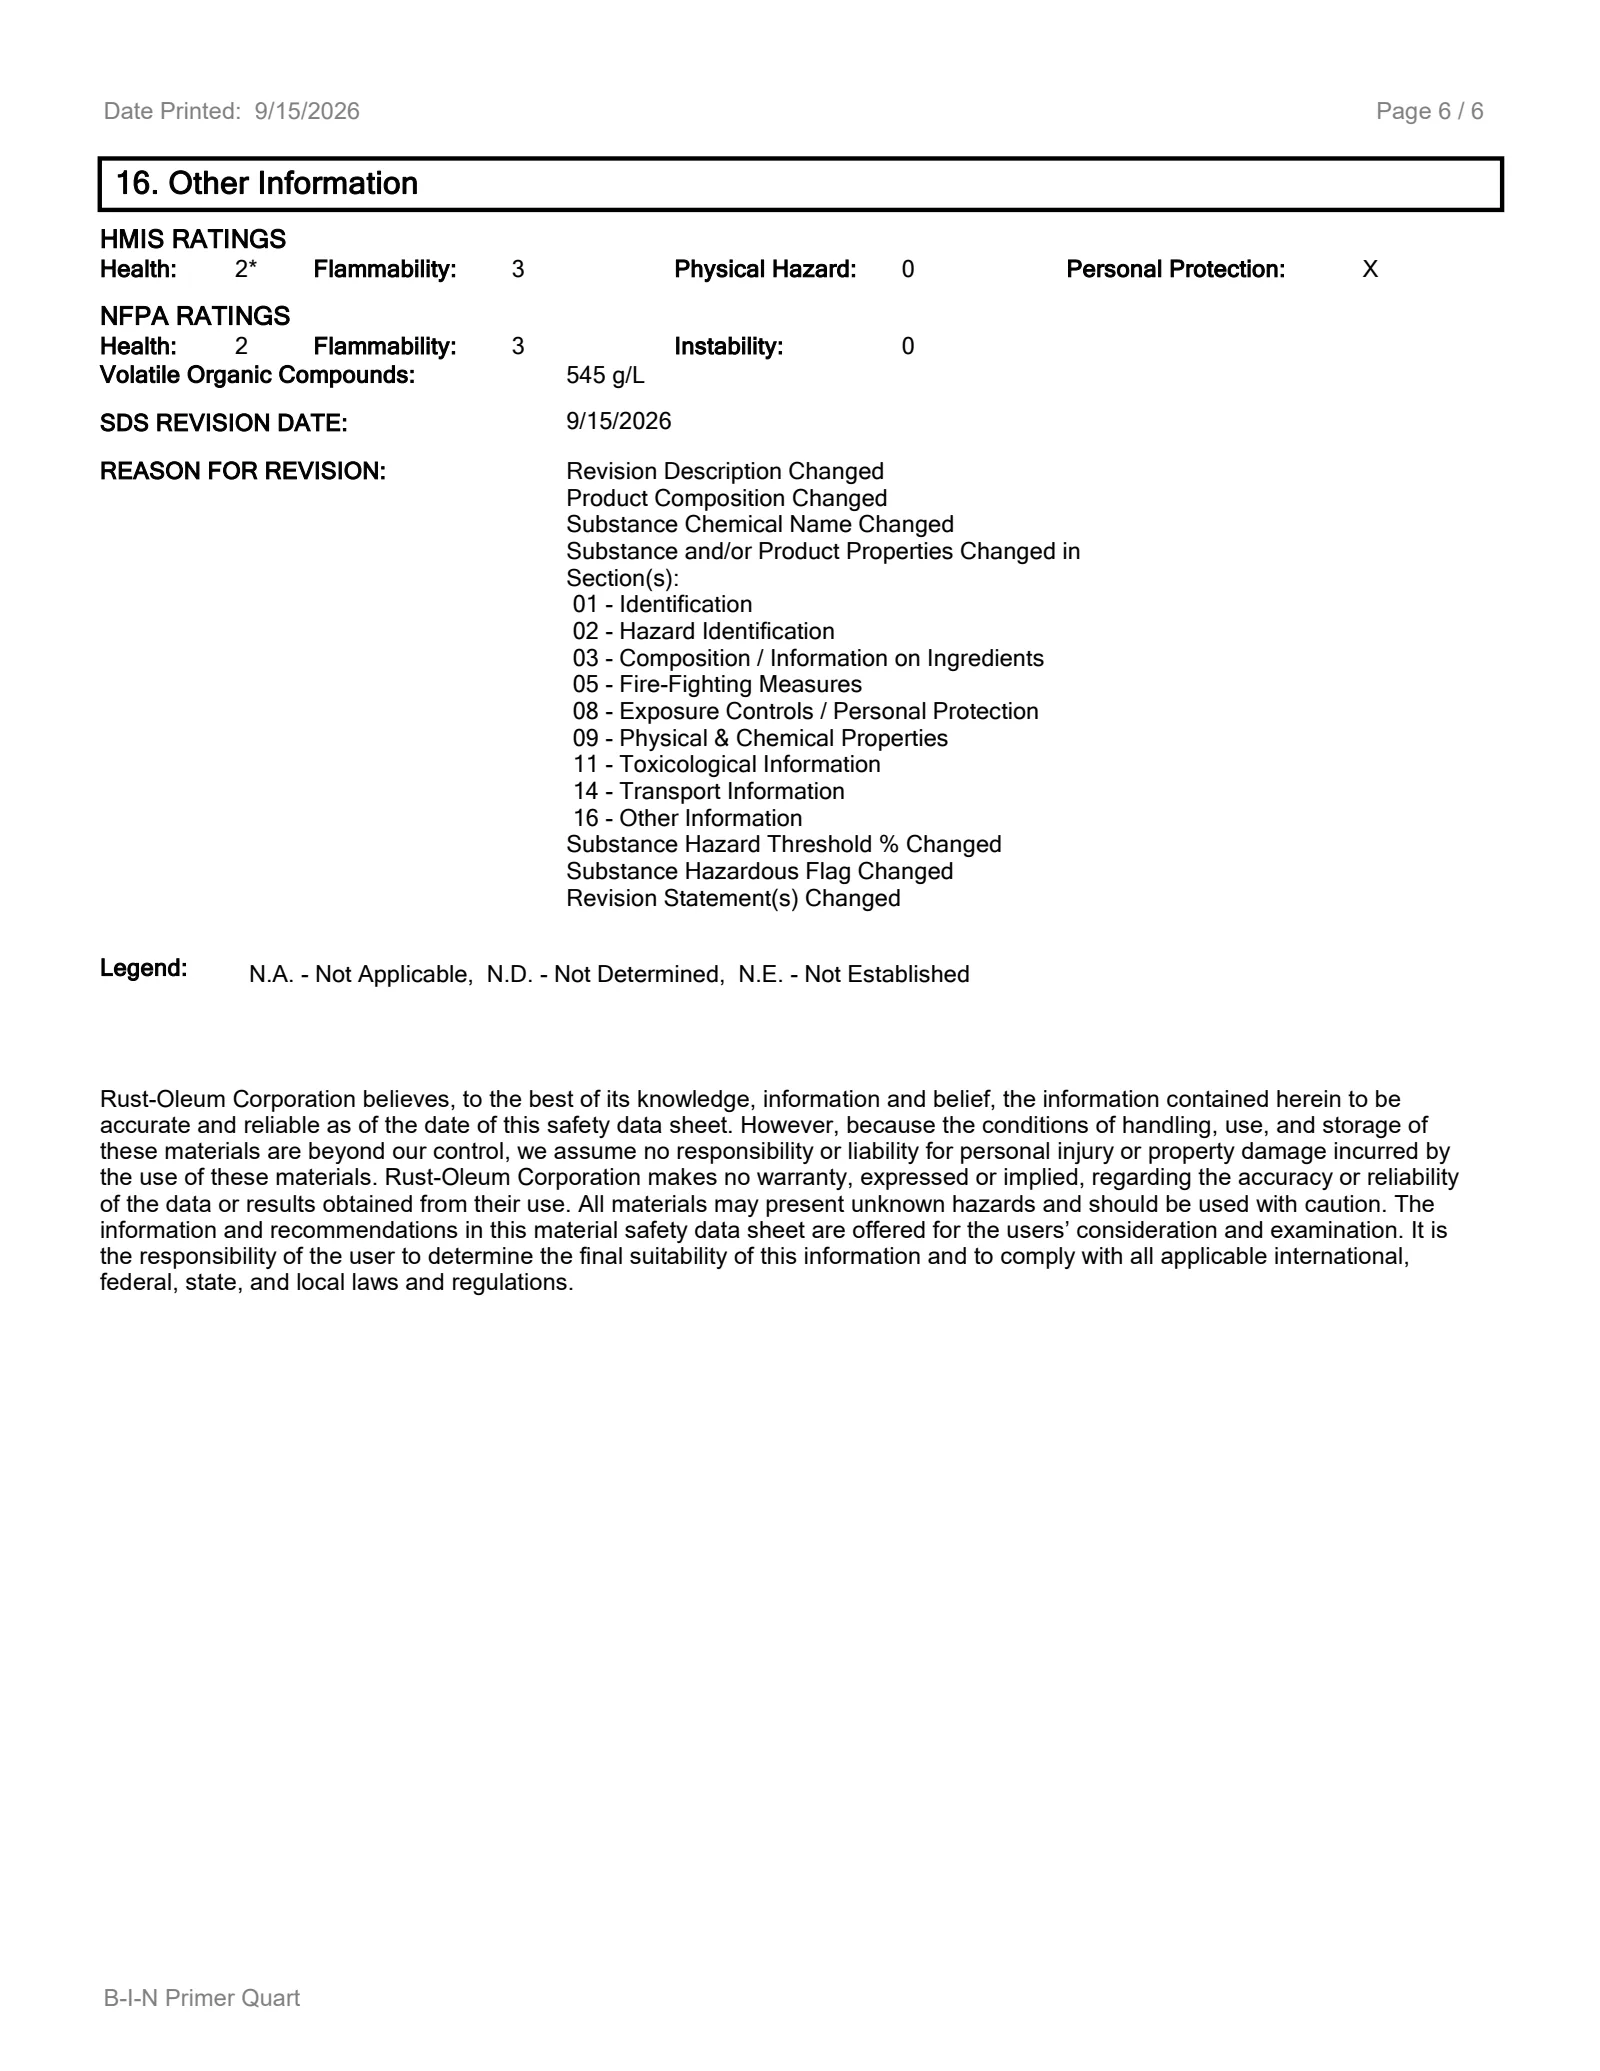 Date Printed: 9/15/2026 Page 6 / 6
16. Other Information
HMIS RATINGS
Health: 2* Flammability: 3 Physical Hazard: 0 Personal Protection: X
NFPA RATINGS
Health: 2 Flammability: 3 Instability: 0
Volatile Organic Compounds: 545 g/L
SDS REVISION DATE: 9/15/2026
REASON FOR REVISION: Revision Description Changed
Product Composition Changed
Substance Chemical Name Changed
Substance and/or Product Properties Changed in
Section(s):
01 - Identification
02 - Hazard Identification
03 - Composition / Information on Ingredients
05 - Fire-Fighting Measures
08 - Exposure Controls / Personal Protection
09 - Physical & Chemical Properties
11 - Toxicological Information
14 - Transport Information
16 - Other Information
Substance Hazard Threshold % Changed
Substance Hazardous Flag Changed
Revision Statement(s) Changed
Legend: N.A. - Not Applicable, N.D. - Not Determined, N.E. - Not Established
Rust-Oleum Corporation believes, to the best of its knowledge, information and belief, the information contained herein to be
accurate and reliable as of the date of this safety data sheet. However, because the conditions of handling, use, and storage of
these materials are beyond our control, we assume no responsibility or liability for personal injury or property damage incurred by
the use of these materials. Rust-Oleum Corporation makes no warranty, expressed or implied, regarding the accuracy or reliability
of the data or results obtained from their use. All materials may present unknown hazards and should be used with caution. The
information and recommendations in this material safety data sheet are offered for the users’ consideration and examination. It is
the responsibility of the user to determine the final suitability of this information and to comply with all applicable international,
federal, state, and local laws and regulations.
B-I-N Primer Quart